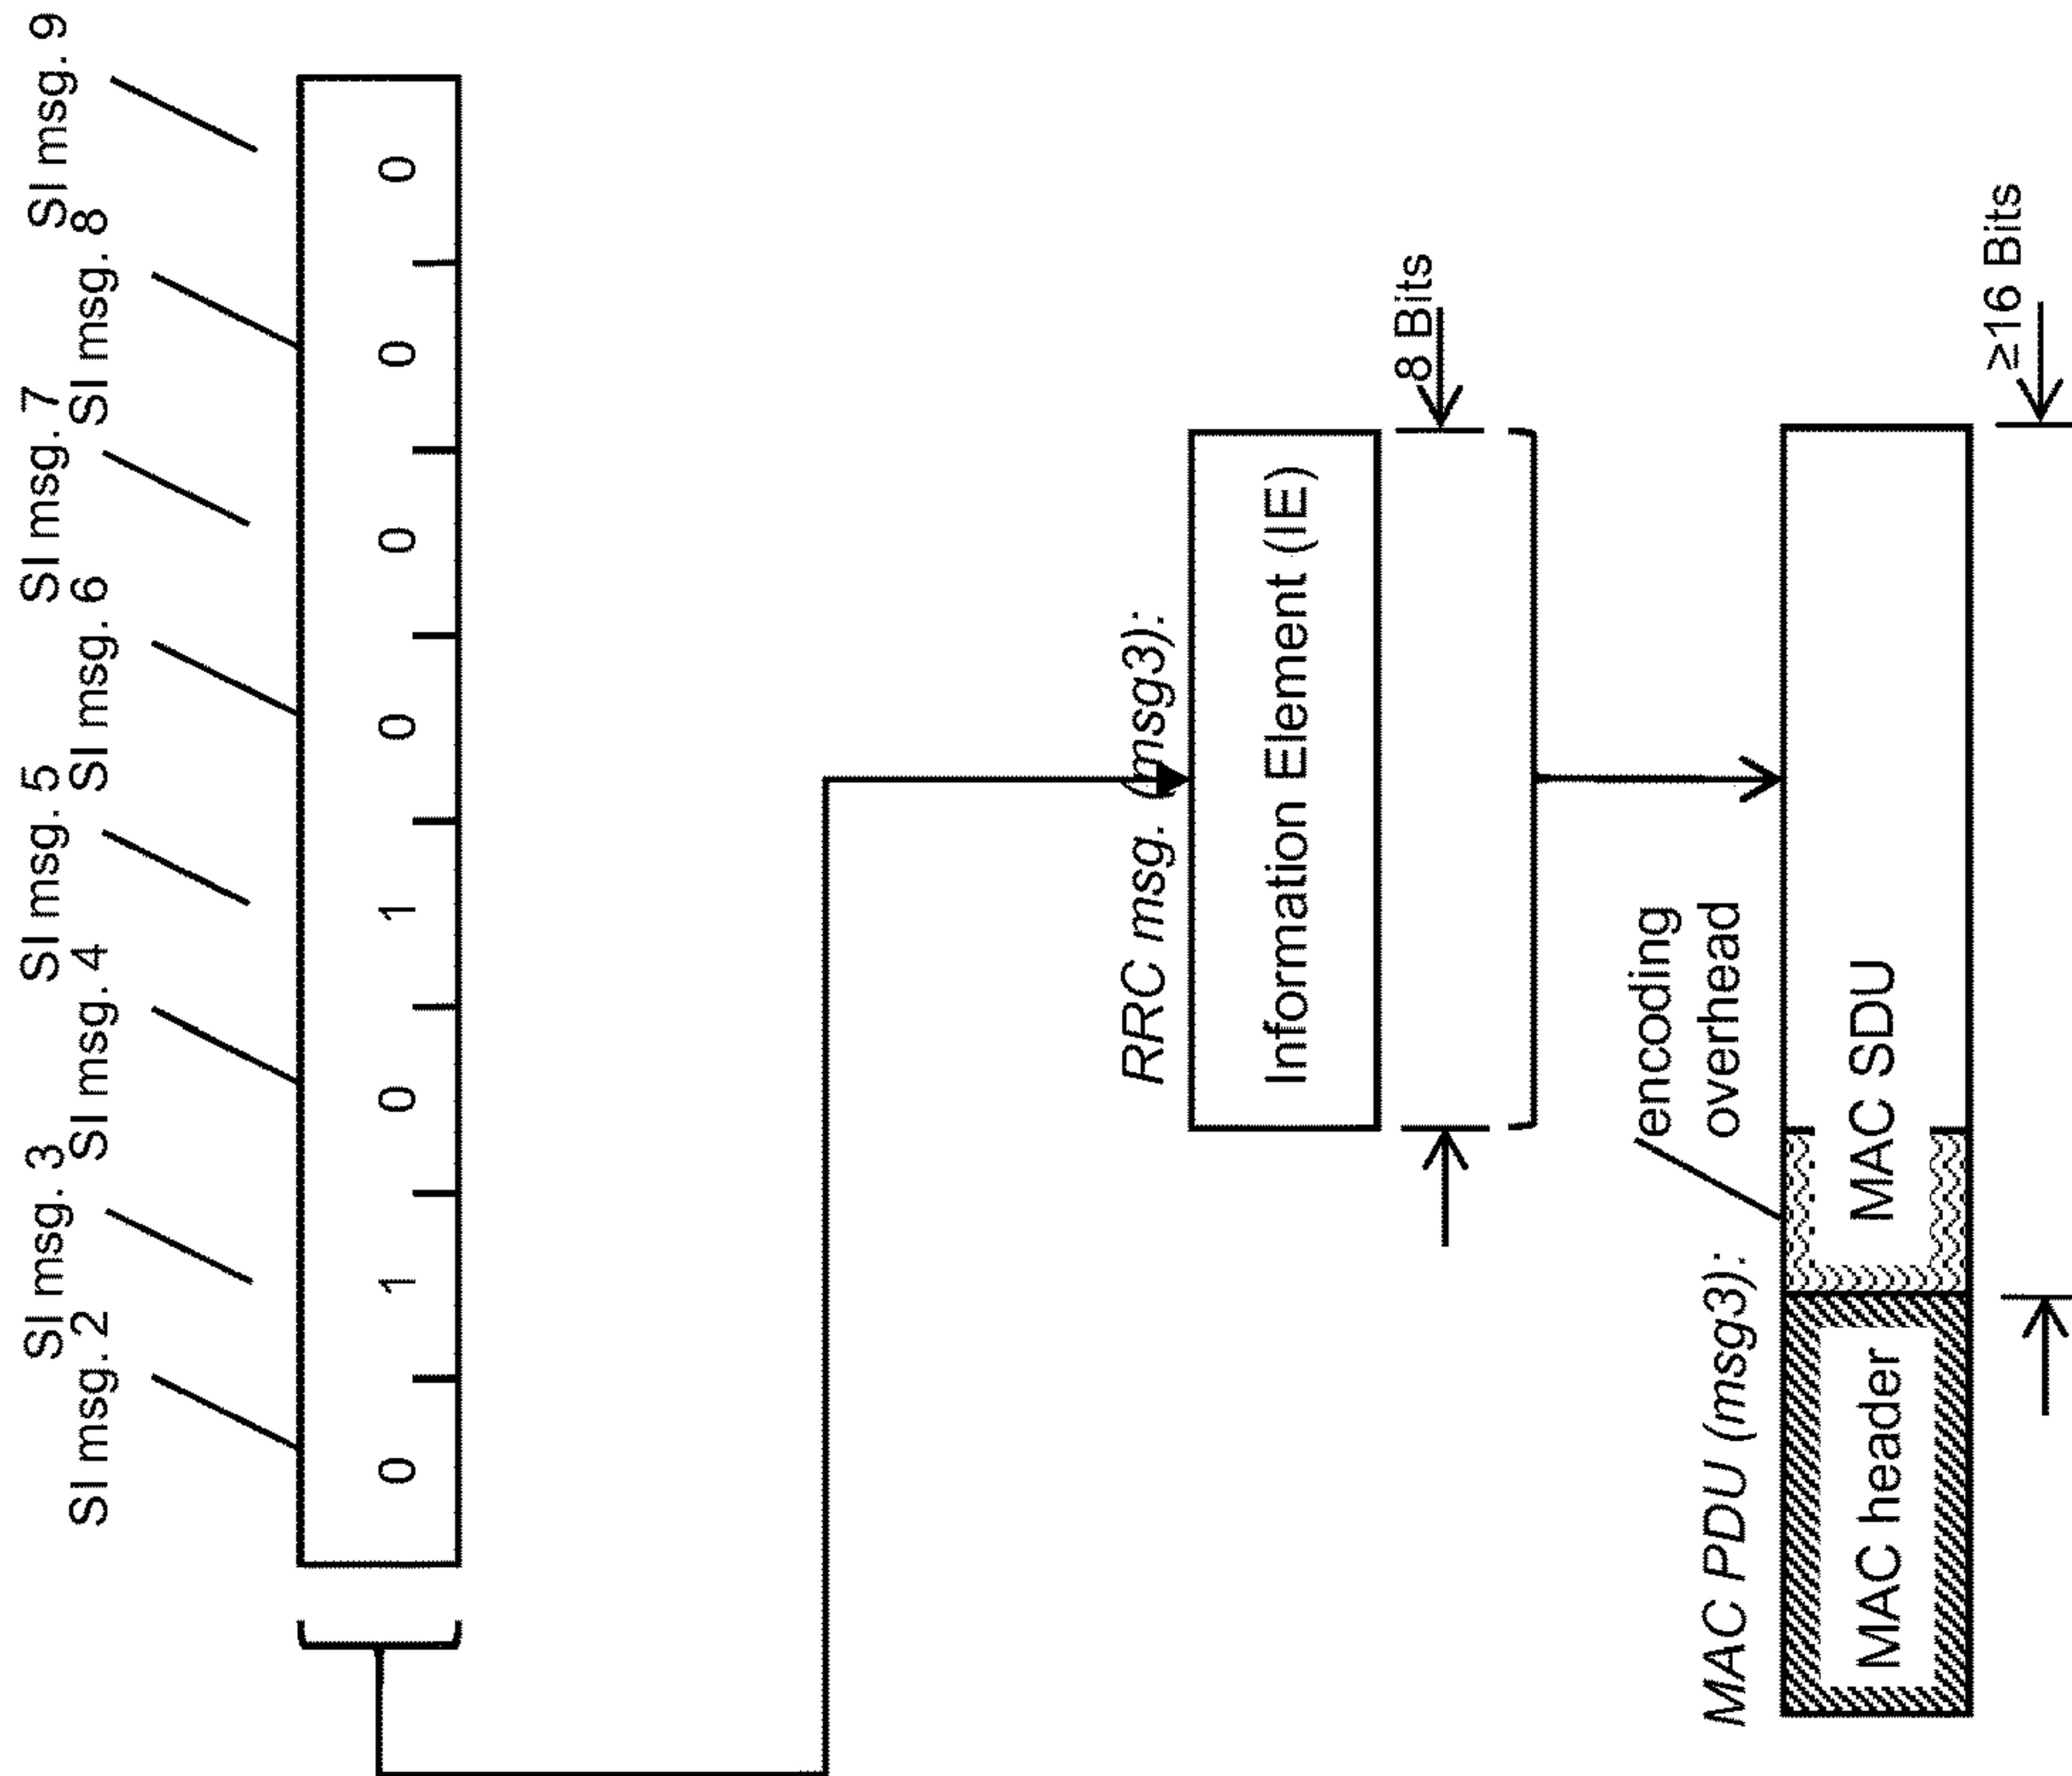 SI msg. 2
SI msg. 3
SI msg. 4
SI msg. 5
SI msg. 6
SI msg. 7
SI msg. 8
SI msg. 9
0 1 0 1 0 0 0 0
RRC msg. (msg3):
Information Element (IE)
8 Bits
encoding
overhead
MAC PDU (msg3):
MAC header
MAC SDU
≥16 Bits